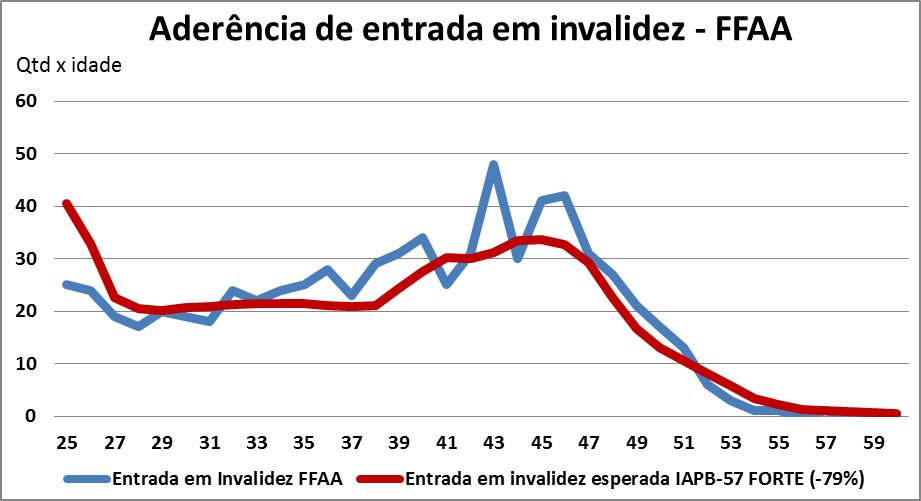 Aderência de entrada em invalidez - FFAA
Qtd x idade
60
50
40
30
20
10
0
25 27 29 31 33 35 37 39 41 43 45 47 49 51 53 55 57 59
Entrada em Invalidez FFAA Entrada em invalidez esperada IAPB-57 FORTE (-79%)